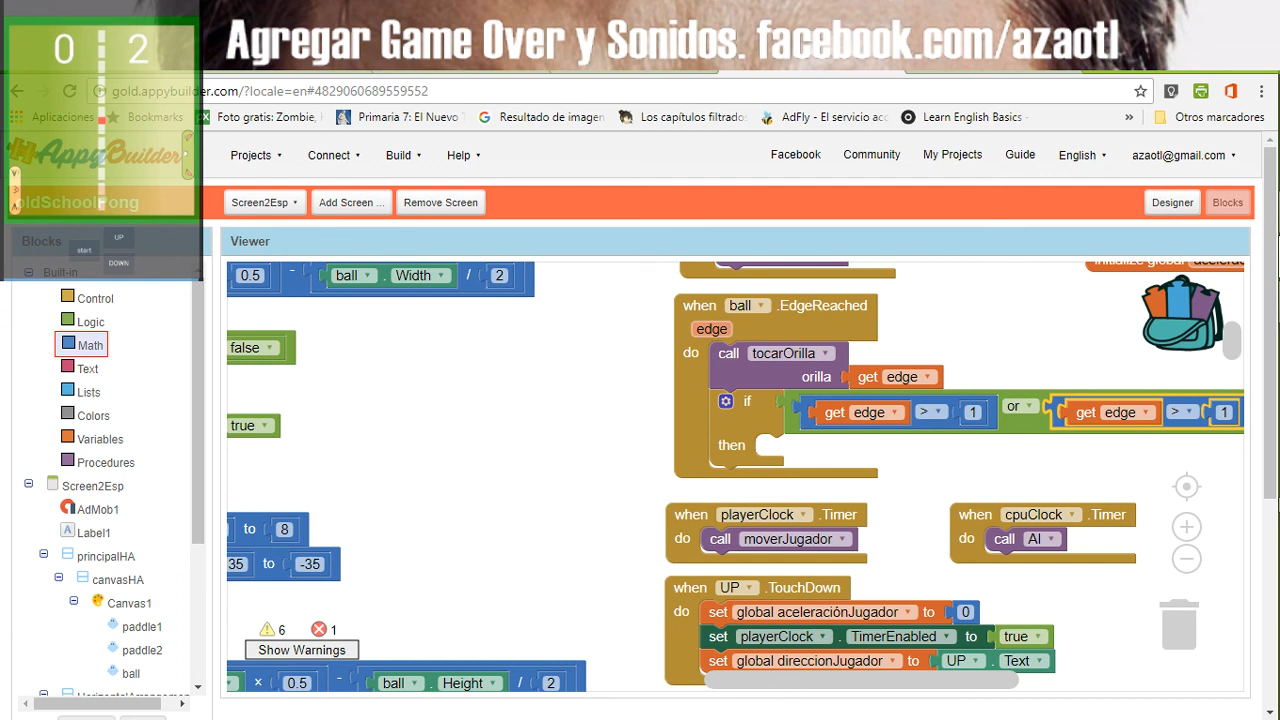 Agregar Game Over y Sonidos. facebook.com/azaotl
0 2
gold.appybuilder.com/?locale=en#4829060689559552
Aplicaciones
Bookmarks
Foto gratis: Zombie,
Primaria 7: El Nuevo
Resultado de imagen
Los capítulos filtrados
AdFly - El servicio acc
Learn English Basics -
»
Otros marcadores
AppyBuilder
Projects
Connect
Build
Help
Facebook
Community
My Projects
Guide
English
azaotl@gmail.com
oldSchoolPong
Screen2Esp
Add Screen ...
Remove Screen
Designer
Blocks
UP
start
DOWN
Blocks
Built-in
Control
Logic
Math
Text
Lists
Colors
Variables
Procedures
Screen2Esp
AdMob1
Label1
principalHA
canvasHA
Canvas1
paddle1
paddle2
ball
Viewer
0.5 - ball . Width / 2
false
true
to 8
35 to -35
6 1
Show Warnings
× 0.5 - ball . Height / 2
when ball .EdgeReached
edge
do call tocarOrilla
orilla get edge
if get edge > 1 or get edge > 1
then
when playerClock .Timer
do call moverJugador
when cpuClock .Timer
do call AI
when UP .TouchDown
do set global aceleraciónJugador to 0
set playerClock . TimerEnabled to true
set global direccionJugador to UP . Text